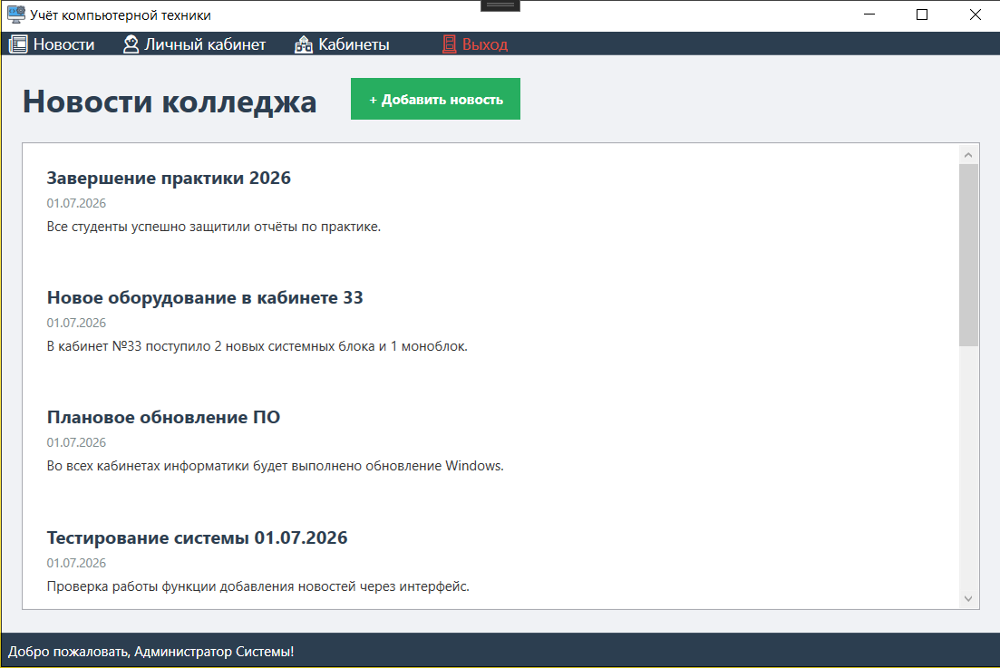 Учёт компьютерной техники
Новости Личный кабинет Кабинеты Выход
Новости колледжа + Добавить новость
Завершение практики 2026
01.07.2026
Все студенты успешно защитили отчёты по практике.
Новое оборудование в кабинете 33
01.07.2026
В кабинет №33 поступило 2 новых системных блока и 1 моноблок.
Плановое обновление ПО
01.07.2026
Во всех кабинетах информатики будет выполнено обновление Windows.
Тестирование системы 01.07.2026
01.07.2026
Проверка работы функции добавления новостей через интерфейс.
Добро пожаловать, Администратор Системы!